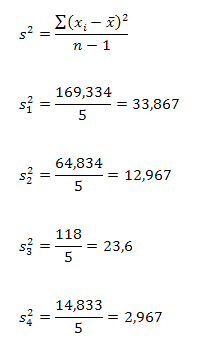 s² = Σ(xᵢ − x̄)² / n − 1
s₁² = 169,334 / 5 = 33,867
s₂² = 64,834 / 5 = 12,967
s₃² = 118 / 5 = 23,6
s₄² = 14,833 / 5 = 2,967